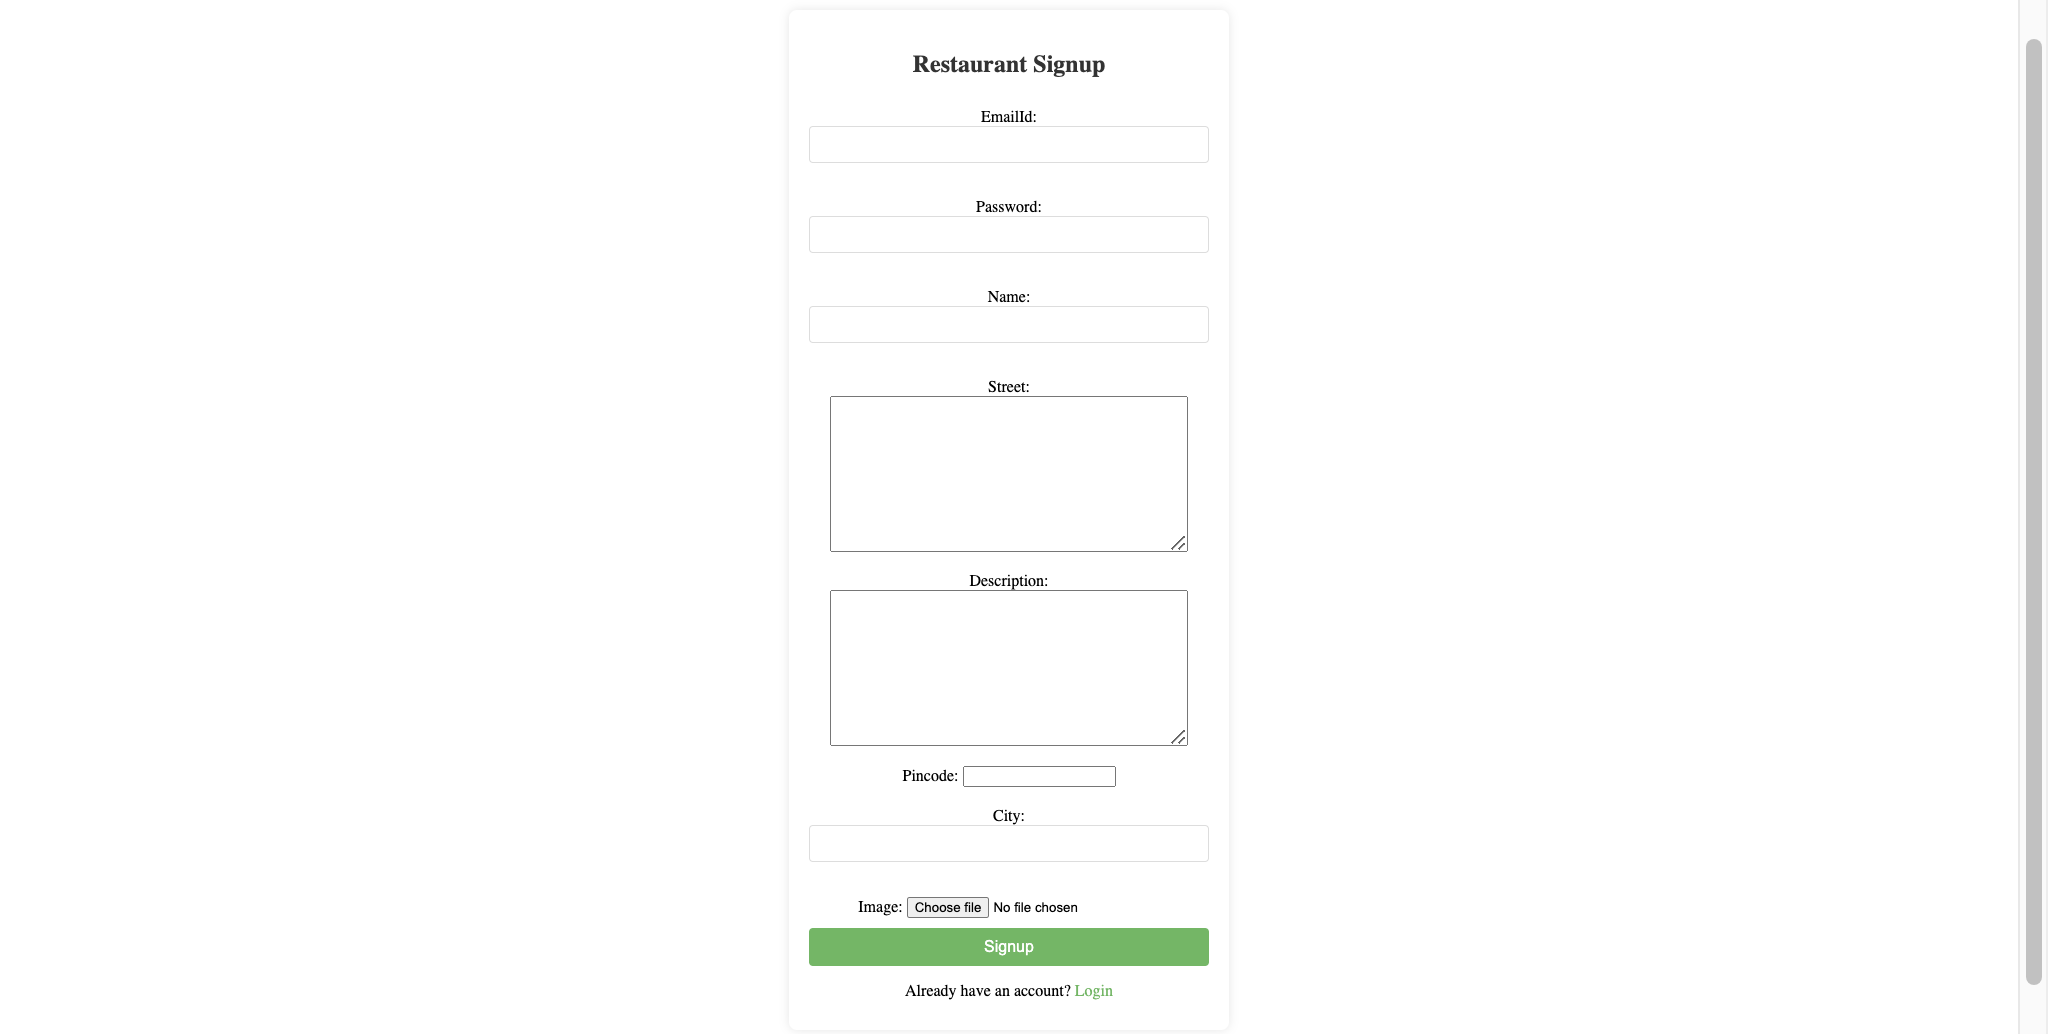 Restaurant Signup
EmailId:
Password:
Name:
Street:
Description:
Pincode:
City:
Image: Choose file No file chosen
Signup
Already have an account? Login